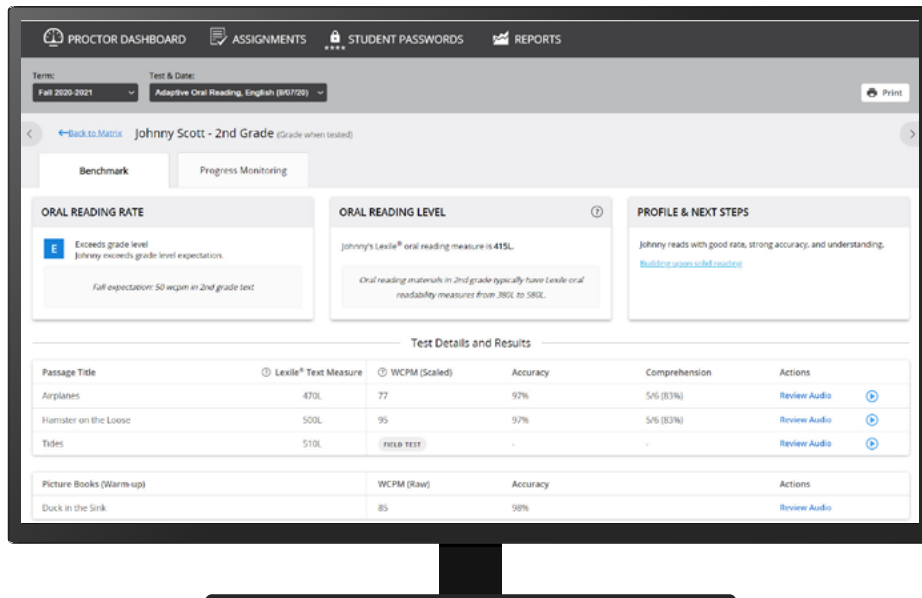 PROCTOR DASHBOARD ASSIGNMENTS STUDENT PASSWORDS REPORTS
Term: Test & Date:
Fall 2020-2021 Adaptive Oral Reading, English (8/07/20) Print
←Back to Matrix Johnny Scott - 2nd Grade (Grade when tested)
Benchmark Progress Monitoring
ORAL READING RATE
E Exceeds grade level
Johnny exceeds grade level expectation.
Fall expectation: 50 wcpm in 2nd grade text
ORAL READING LEVEL ?
Johnny's Lexile® oral reading measure is 415L.
Oral reading materials in 2nd grade typically have Lexile oral
readability measures from 380L to 580L.
PROFILE & NEXT STEPS
Johnny reads with good rate, strong accuracy, and understanding.
Building upon solid reading
Test Details and Results
Passage Title ? Lexile® Text Measure ? WCPM (Scaled) Accuracy Comprehension Actions
Airplanes 470L 77 97% 5/6 (83%) Review Audio
Hamster on the Loose 500L 95 97% 5/6 (83%) Review Audio
Tides 510L FIELD TEST - - Review Audio
Picture Books (Warm-up) WCPM (Raw) Accuracy Actions
Duck in the Sink 85 98% Review Audio